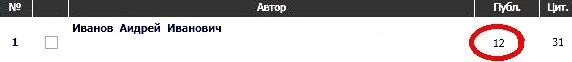 № Автор Публ. Цит.
1 Иванов Андрей Иванович 12 31